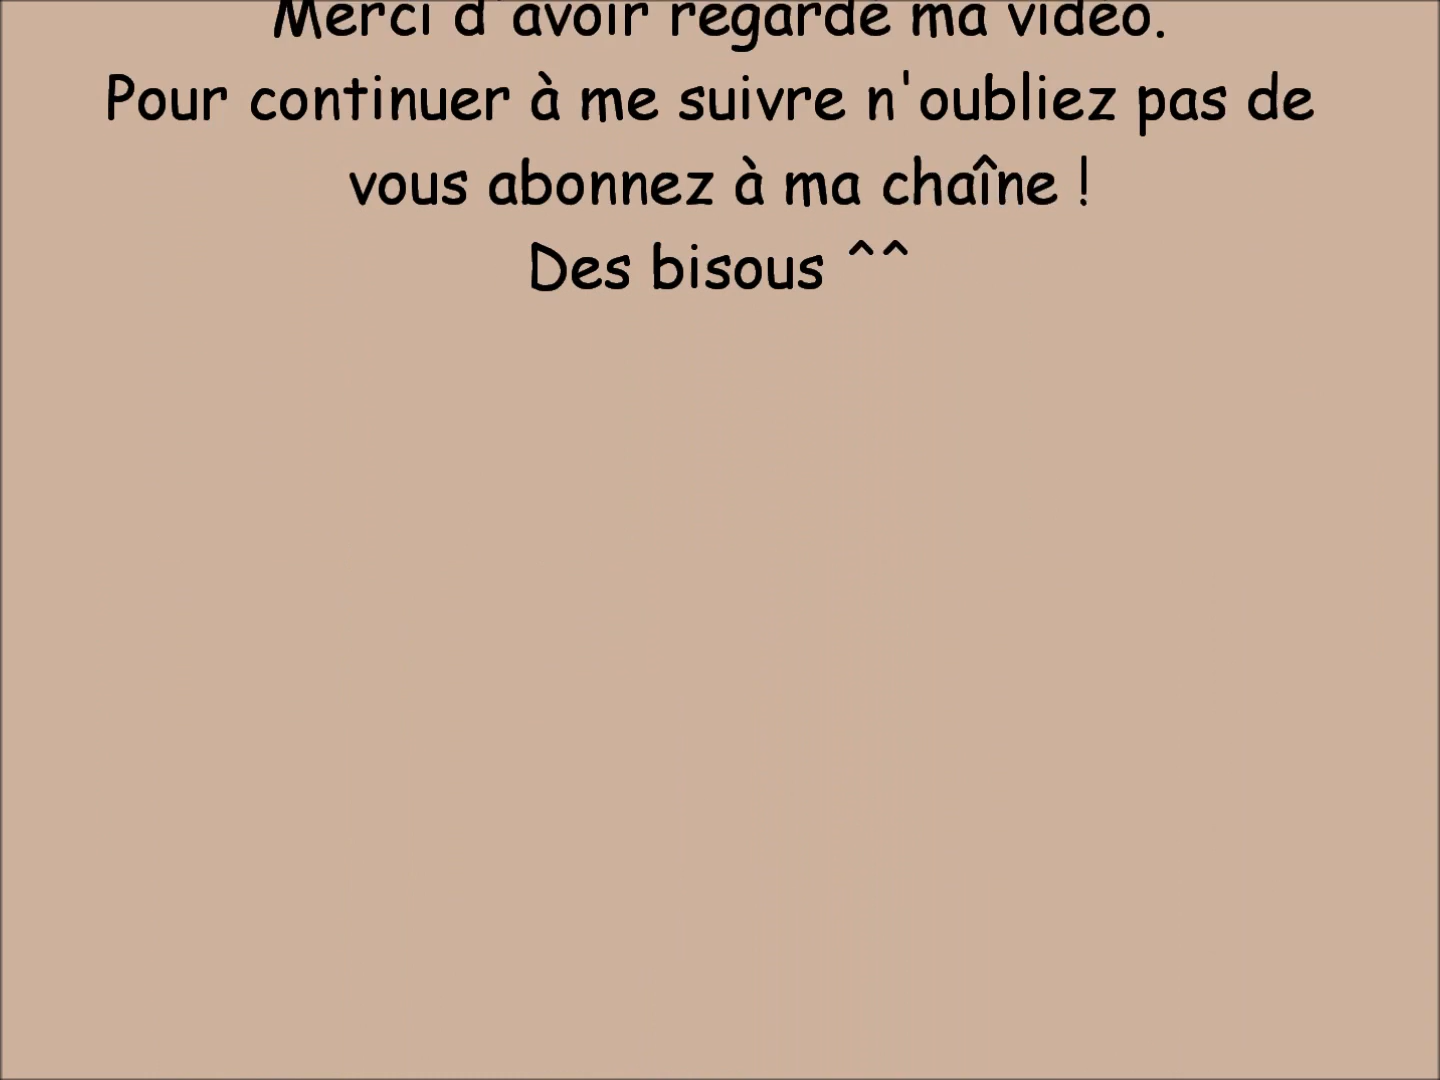 Merci d'avoir regardé ma vidéo.
Pour continuer à me suivre n'oubliez pas de
vous abonnez à ma chaîne !
Des bisous ^^